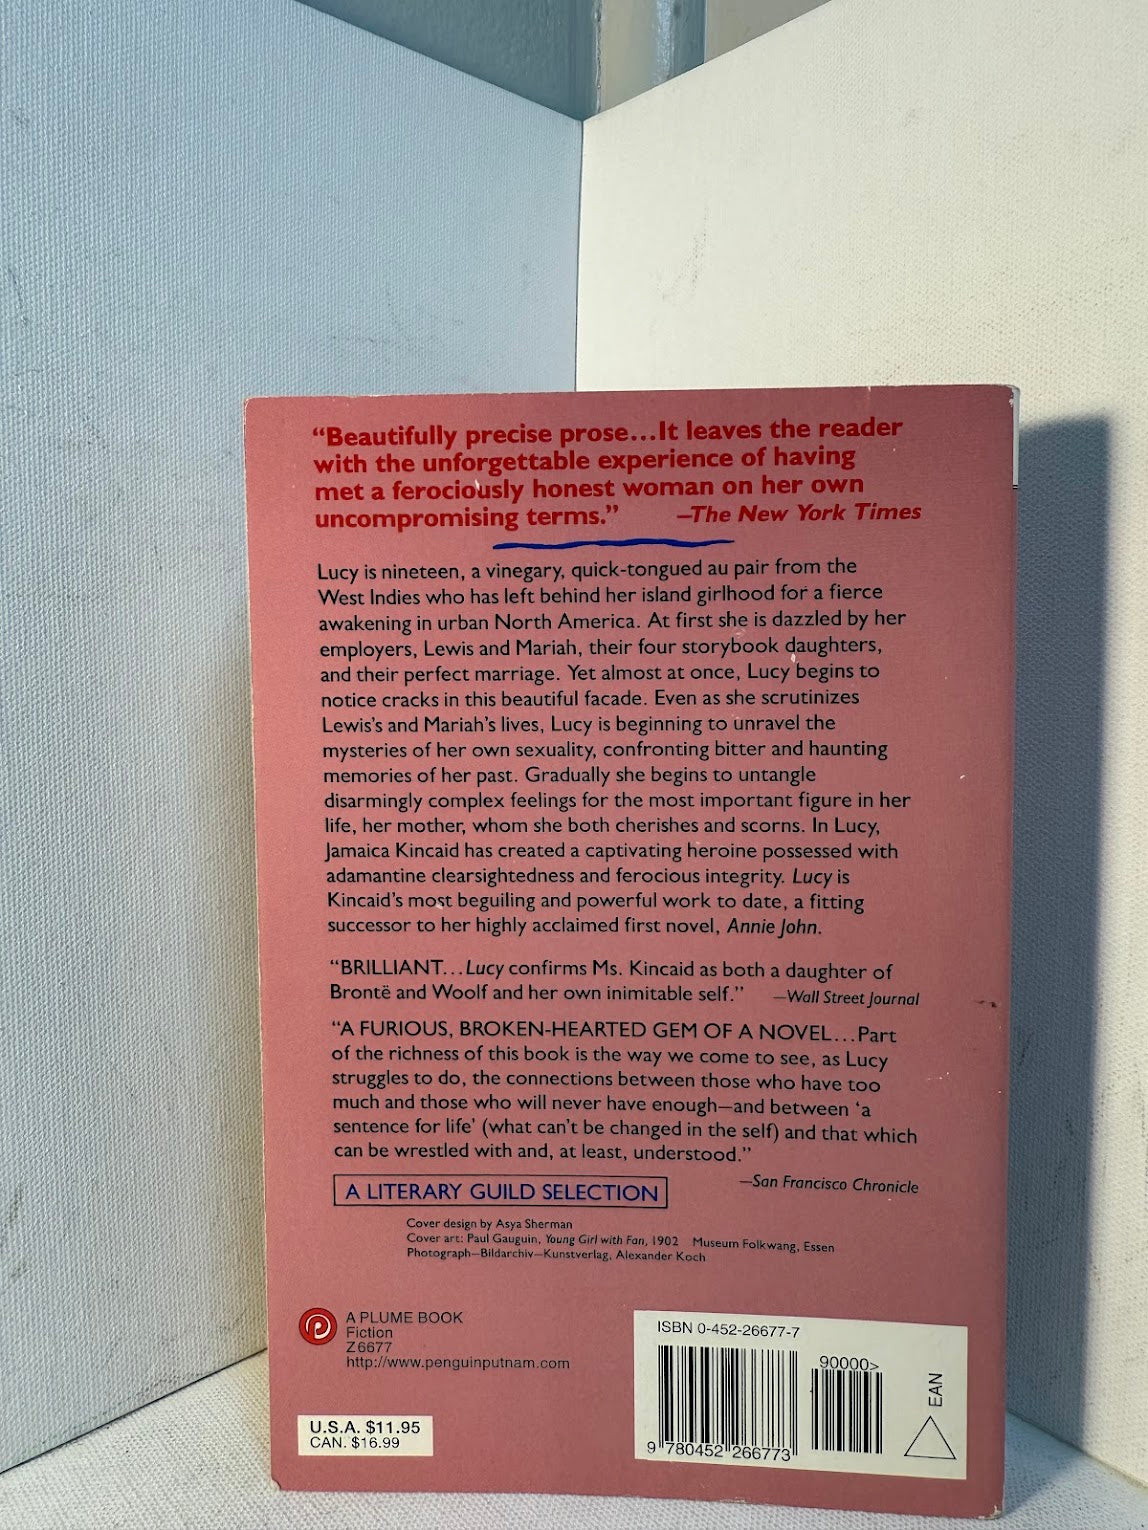 “Beautifully precise prose...It leaves the reader
with the unforgettable experience of having
met a ferociously honest woman on her own
uncompromising terms.” —The New York Times
Lucy is nineteen, a vinegary, quick-tongued au pair from the
West Indies who has left behind her island girlhood for a fierce
awakening in urban North America. At first she is dazzled by her
employers, Lewis and Mariah, their four storybook daughters,
and their perfect marriage. Yet almost at once, Lucy begins to
notice cracks in this beautiful facade. Even as she scrutinizes
Lewis’s and Mariah’s lives, Lucy is beginning to unravel the
mysteries of her own sexuality, confronting bitter and haunting
memories of her past. Gradually she begins to untangle
disarmingly complex feelings for the most important figure in her
life, her mother, whom she both cherishes and scorns. In Lucy,
Jamaica Kincaid has created a captivating heroine possessed with
adamantine clearsightedness and ferocious integrity. Lucy is
Kincaid’s most beguiling and powerful work to date, a fitting
successor to her highly acclaimed first novel, Annie John.
“BRILLIANT...Lucy confirms Ms. Kincaid as both a daughter of
Brontë and Woolf and her own inimitable self.” —Wall Street Journal
“A FURIOUS, BROKEN-HEARTED GEM OF A NOVEL...Part
of the richness of this book is the way we come to see, as Lucy
struggles to do, the connections between those who have too
much and those who will never have enough—and between ‘a
sentence for life’ (what can’t be changed in the self) and that which
can be wrestled with and, at least, understood.”
—San Francisco Chronicle
A LITERARY GUILD SELECTION
Cover design by Asya Sherman
Cover art: Paul Gauguin, Young Girl with Fan, 1902 Museum Folkwang, Essen
Photograph—Bildarchiv—Kunstverlag, Alexander Koch
A PLUME BOOK
Fiction
Z6677
http://www.penguinputnam.com
U.S.A. $11.95
CAN. $16.99
ISBN 0-452-26677-7
90000>
EAN
9 780452 266773